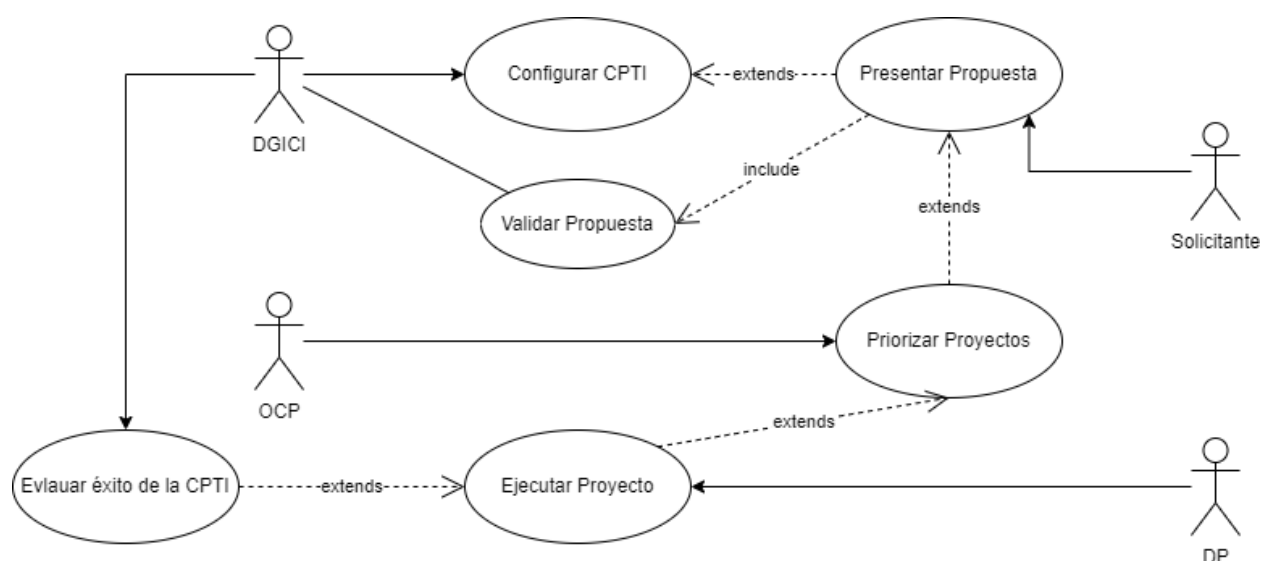 Configurar CPTI
extends
Presentar Propuesta
DGICI
include
Validar Propuesta
extends
Solicitante
Priorizar Proyectos
OCP
extends
Evlauar éxito de la CPTI
extends
Ejecutar Proyecto
DP